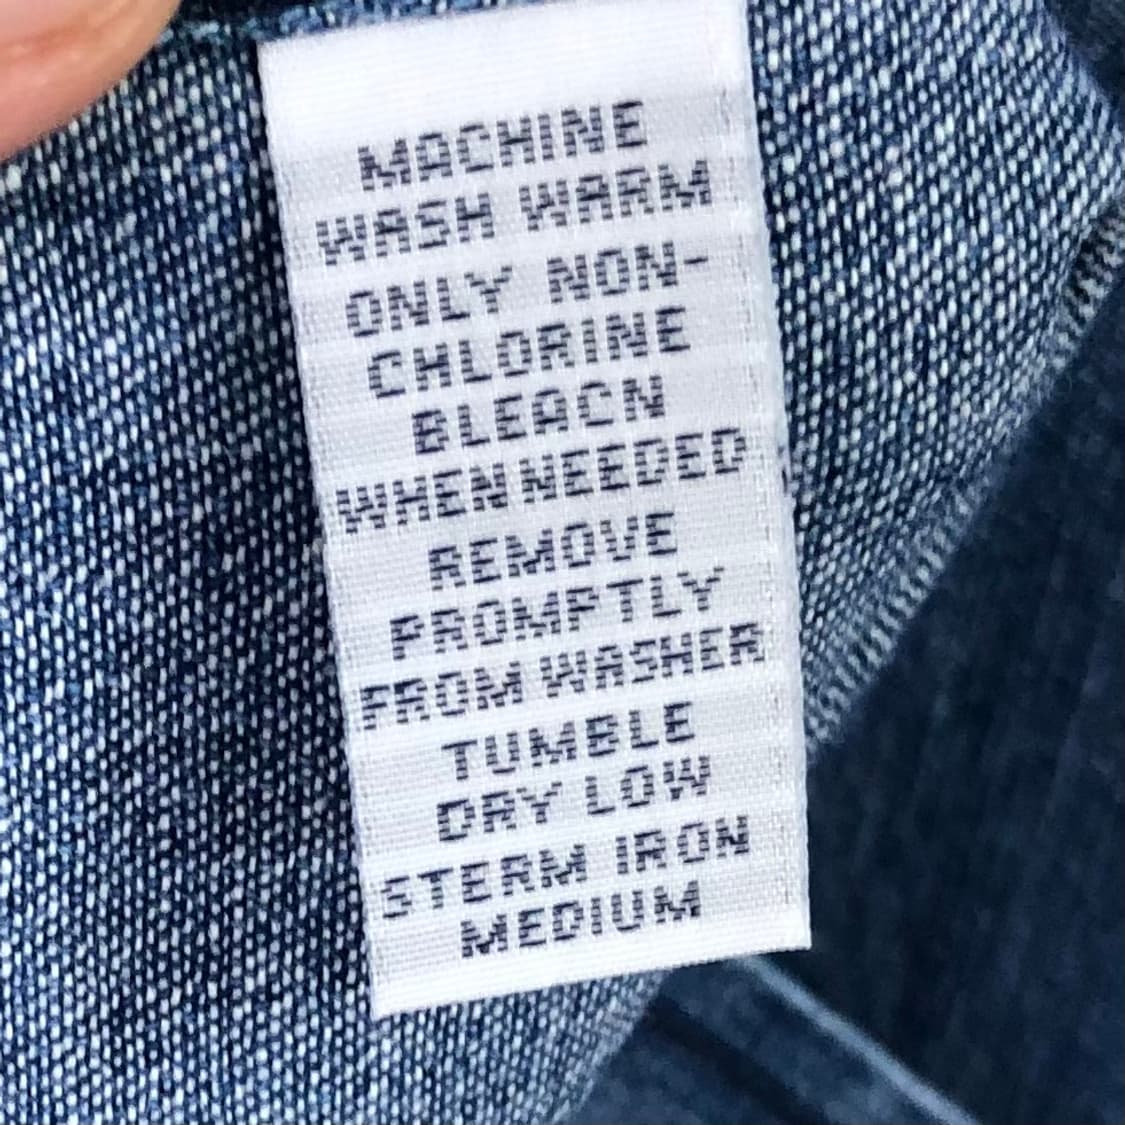 MACHINE
WASH WARM
ONLY NON-
CHLORINE
BLEACN
WHEN NEEDED
REMOVE
PROMPTLY
FROM WASHER
TUMBLE
DRY LOW
STERM IRON
MEDIUM